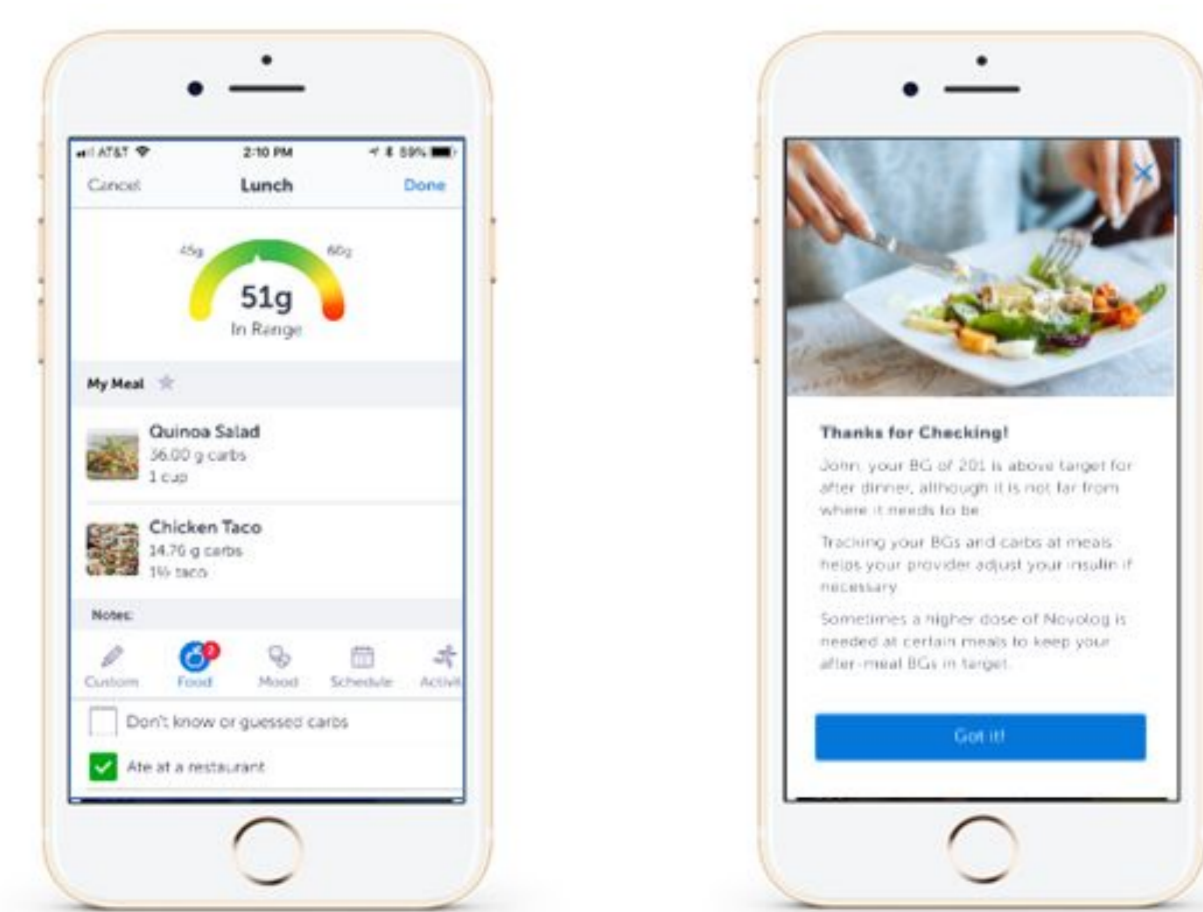 AT&T 2:10 PM 59%
Cancel Lunch Done
45g 60g
51g
In Range
My Meal
Quinoa Salad
36.00 g carbs
1 cup
Chicken Taco
14.76 g carbs
1½ taco
Notes:
2
Custom Food Mood Schedule Activit
Don't know or guessed carbs
Ate at a restaurant
Thanks for Checking!
John, your BG of 201 is above target for
after dinner, although it is not far from
where it needs to be.
Tracking your BGs and carbs at meals
helps your provider adjust your insulin if
necessary.
Sometimes a higher dose of Novolog is
needed at certain meals to keep your
after-meal BGs in target.
Got it!